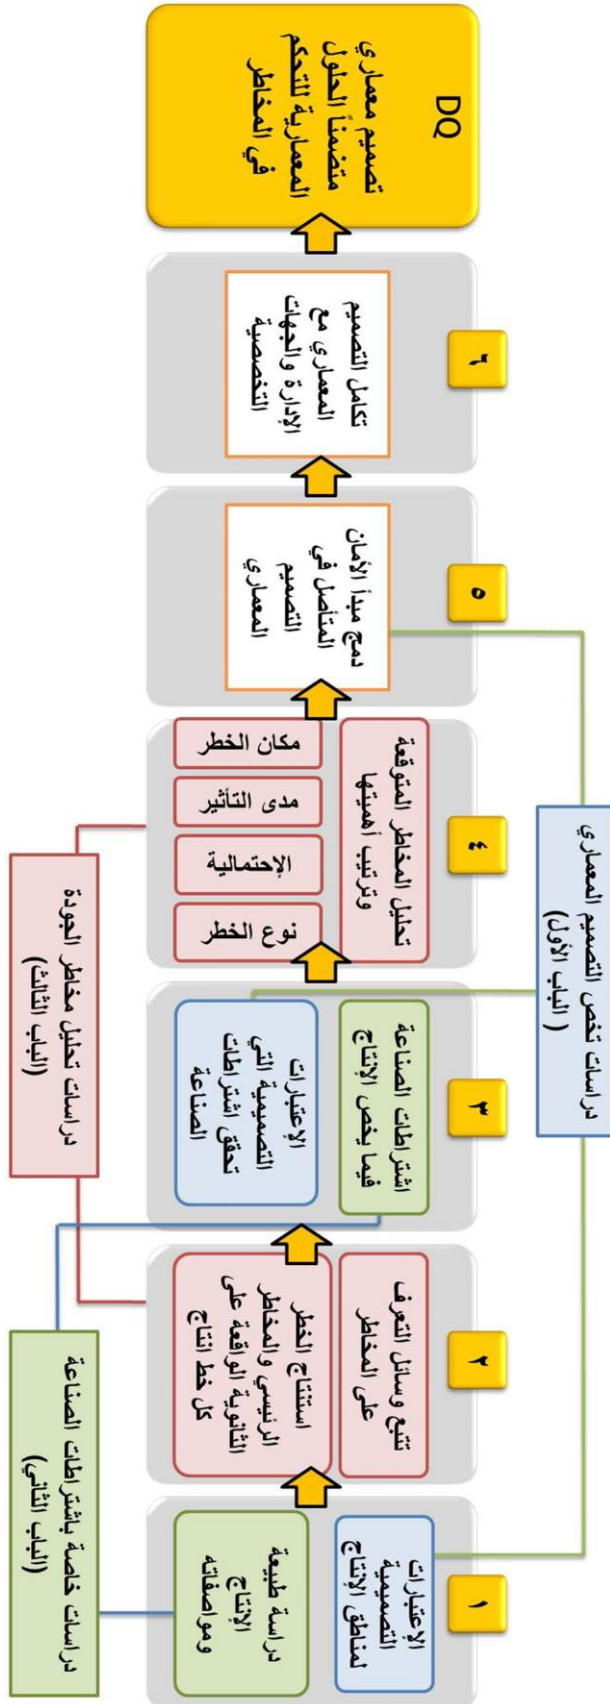 دراسات تخص التصميم المعماري
(الباب الأول )
١
الإعتبارات
التصميمية
لمناطق الإنتاج
دراسة طبيعة
الإنتاج
ومواصفاته
٢
تتبع وسائل التعرف
على المخاطر
استنتاج الخطر
الرئيسي والمخاطر
الثانوية الواقعة على
كل خط انتاج
٣
اشتراطات الصناعة
فيما يخص الإنتاج
الإعتبارات
التصميمية التي
تحقق اشتراطات
الصناعة
٤
تحليل المخاطر المتوقعة
وترتيب أهميتها
نوع الخطر
الإحتمالية
مدى التأثير
مكان الخطر
٥
دمج مبدأ الأمان
المتأصل في
التصميم
المعماري
٦
تكامل التصميم
المعماري مع
الإدارة والجهات
التخصصية
DQ
تصميم معماري
متضمناً الحلول
المعمارية للتحكم
في المخاطر
دراسات خاصة باشتراطات الصناعة
(الباب الثاني)
دراسات تحليل مخاطر الجودة
(الباب الثالث)